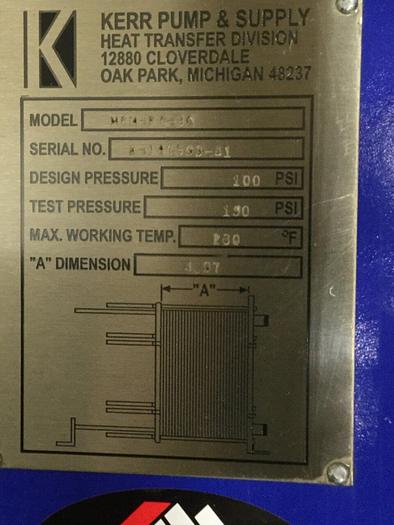 K
KERR PUMP & SUPPLY
HEAT TRANSFER DIVISION
12880 CLOVERDALE
OAK PARK, MICHIGAN 48237
MODEL
SERIAL NO.
DESIGN PRESSURE 100 PSI
TEST PRESSURE 130 PSI
MAX. WORKING TEMP. °F
"A" DIMENSION
"A"